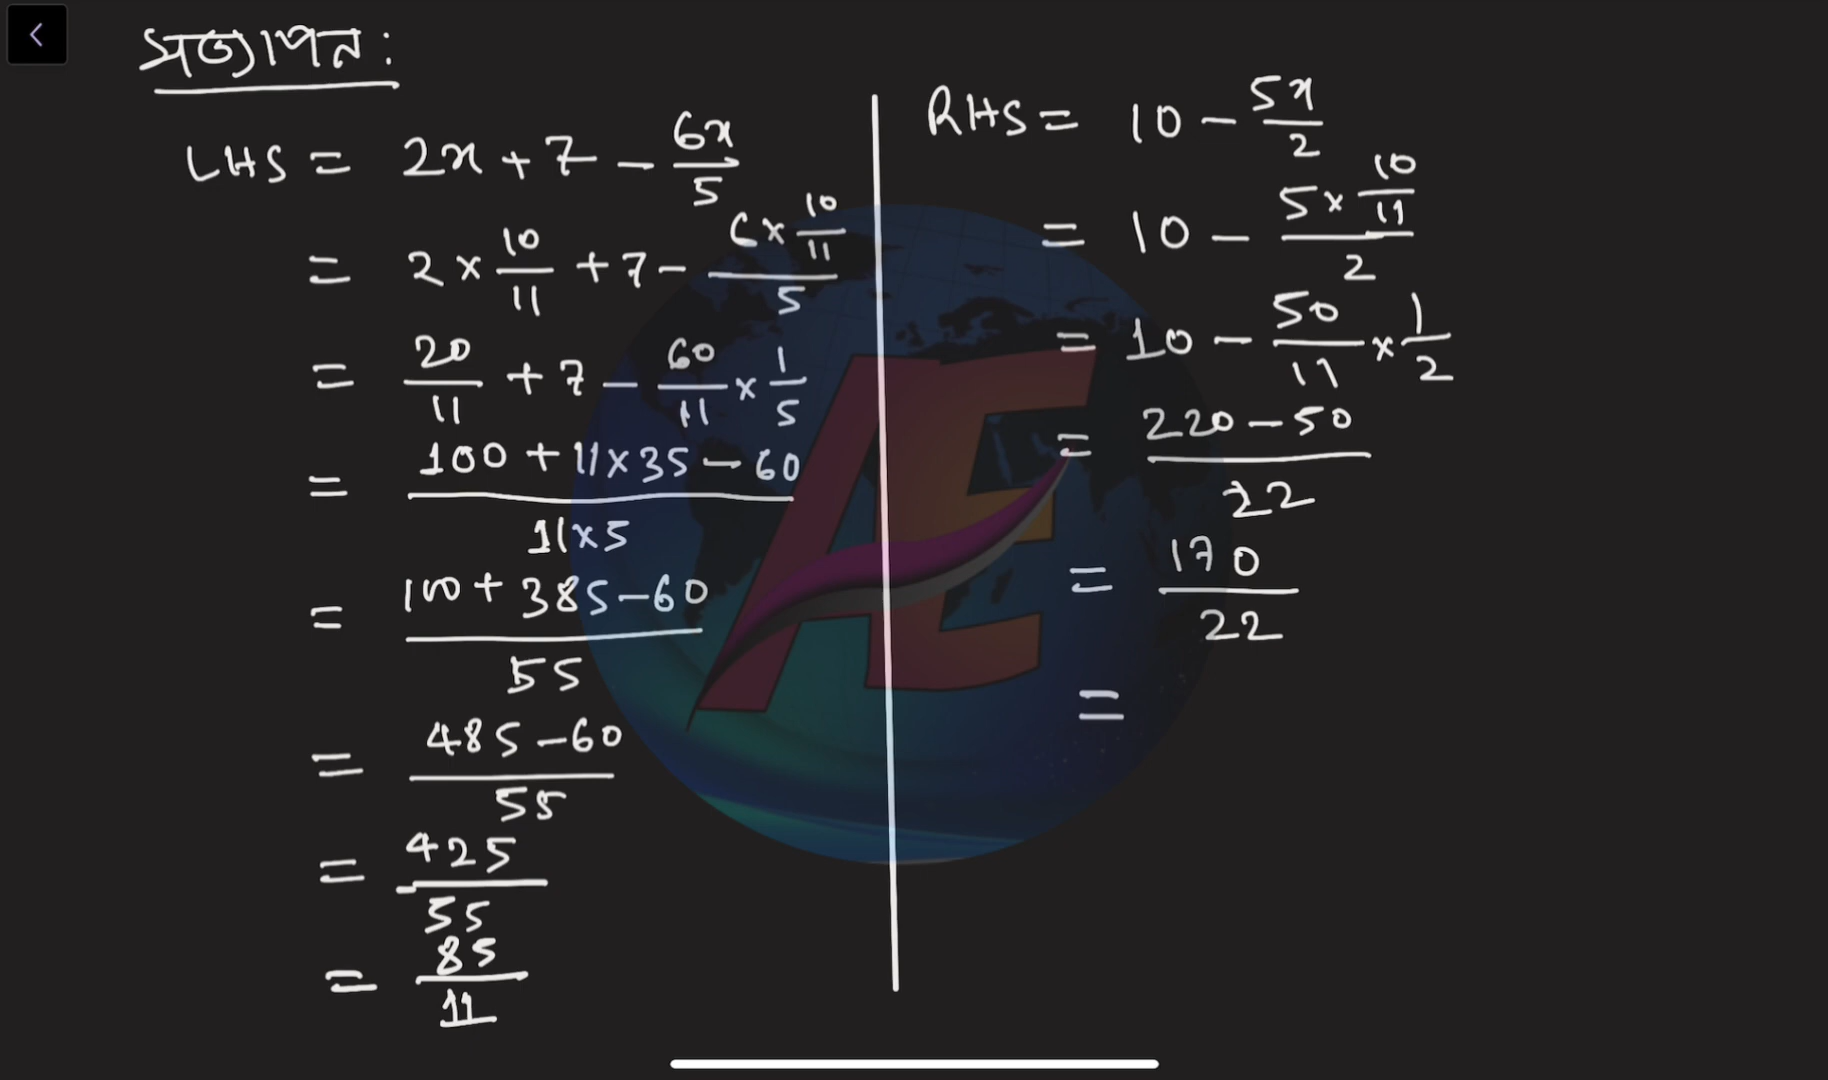 সত্যাপন :
LHS = 2x + 7 - 6x/5
= 2 × 10/11 + 7 - (6 × 10/11)/5
= 20/11 + 7 - 60/11 × 1/5
= (100 + 11×35 - 60)/(11×5)
= (100 + 385 - 60)/55
= (485 - 60)/55
= 425/55
= 85/11
RHS = 10 - 5x/2
= 10 - (5 × 10/11)/2
= 10 - 50/11 × 1/2
= (220 - 50)/22
= 170/22
=
AE